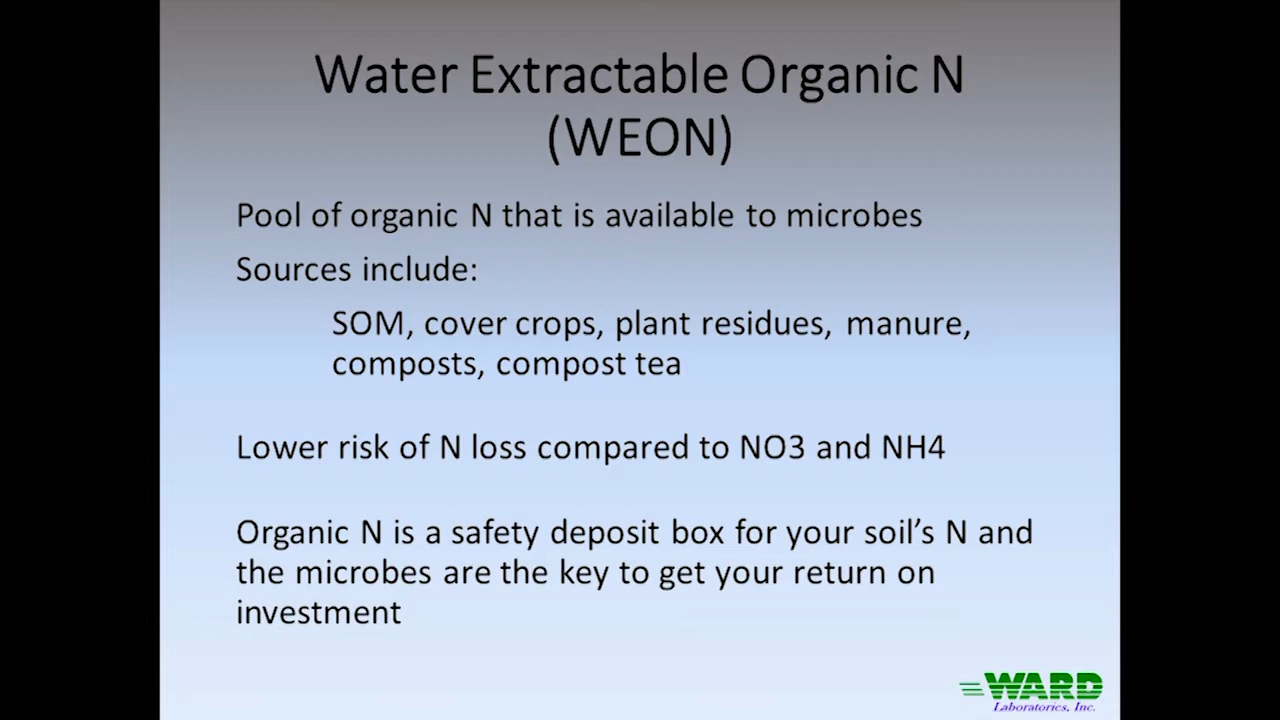 Water Extractable Organic N
(WEON)
Pool of organic N that is available to microbes
Sources include:
SOM, cover crops, plant residues, manure,
composts, compost tea
Lower risk of N loss compared to NO3 and NH4
Organic N is a safety deposit box for your soil’s N and
the microbes are the key to get your return on
investment
WARD
Laboratories, Inc.